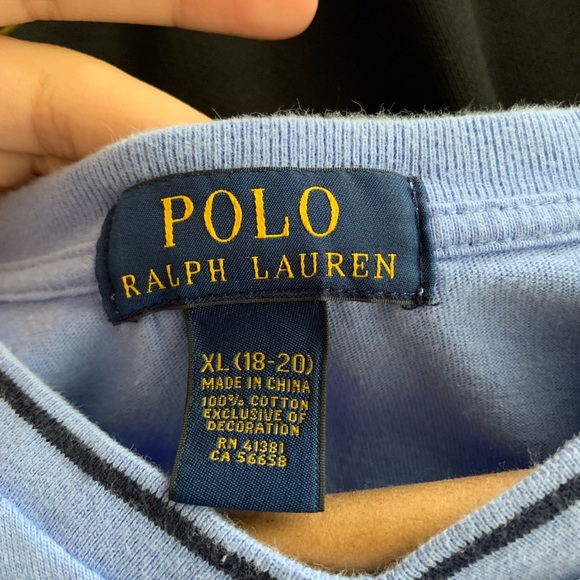 POLO
RALPH LAUREN
XL (18-20)
MADE IN CHINA
100% COTTON
EXCLUSIVE OF
DECORATION
RN 41381
CA 56658